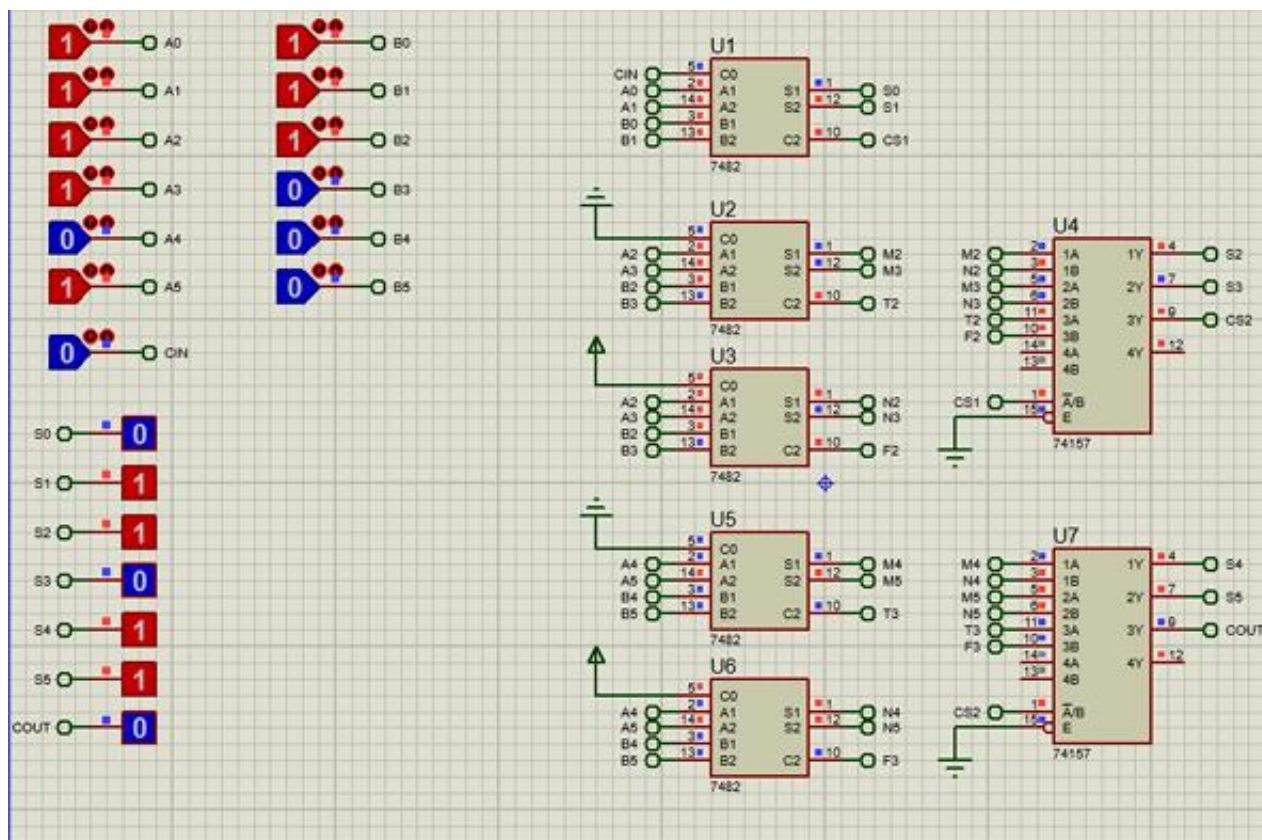 1 A0
1 A1
1 A2
1 A3
0 A4
1 A5
0 CIN
1 B0
1 B1
1 B2
0 B3
0 B4
0 B5
S0 0
S1 1
S2 1
S3 0
S4 1
S5 1
COUT 0
U1
CIN 5 C0
A0 2 A1 S1 1 S0
A1 14 A2 S2 12 S1
B0 3 B1
B1 13 B2 C2 10 CS1
7482
U2
5 C0
A2 2 A1 S1 1 M2
A3 14 A2 S2 12 M3
B2 3 B1
B3 13 B2 C2 10 T2
7482
U3
5 C0
A2 2 A1 S1 1 N2
A3 14 A2 S2 12 N3
B2 3 B1
B3 13 B2 C2 10 F2
7482
U5
5 C0
A4 2 A1 S1 1 M4
A5 14 A2 S2 12 M5
B4 3 B1
B5 13 B2 C2 10 T3
7482
U6
5 C0
A4 2 A1 S1 1 N4
A5 14 A2 S2 12 N5
B4 3 B1
B5 13 B2 C2 10 F3
7482
U4
M2 2 1A 1Y 4 S2
N2 3 1B
M3 5 2A 2Y 7 S3
N3 6 2B
T2 11 3A 3Y 9 CS2
F2 10 3B
14 4A 4Y 12
13 4B
CS1 1 A/B
15 E
74157
U7
M4 2 1A 1Y 4 S4
N4 3 1B
M5 5 2A 2Y 7 S5
N5 6 2B
T3 11 3A 3Y 9 COUT
F3 10 3B
14 4A 4Y 12
13 4B
CS2 1 A/B
15 E
74157